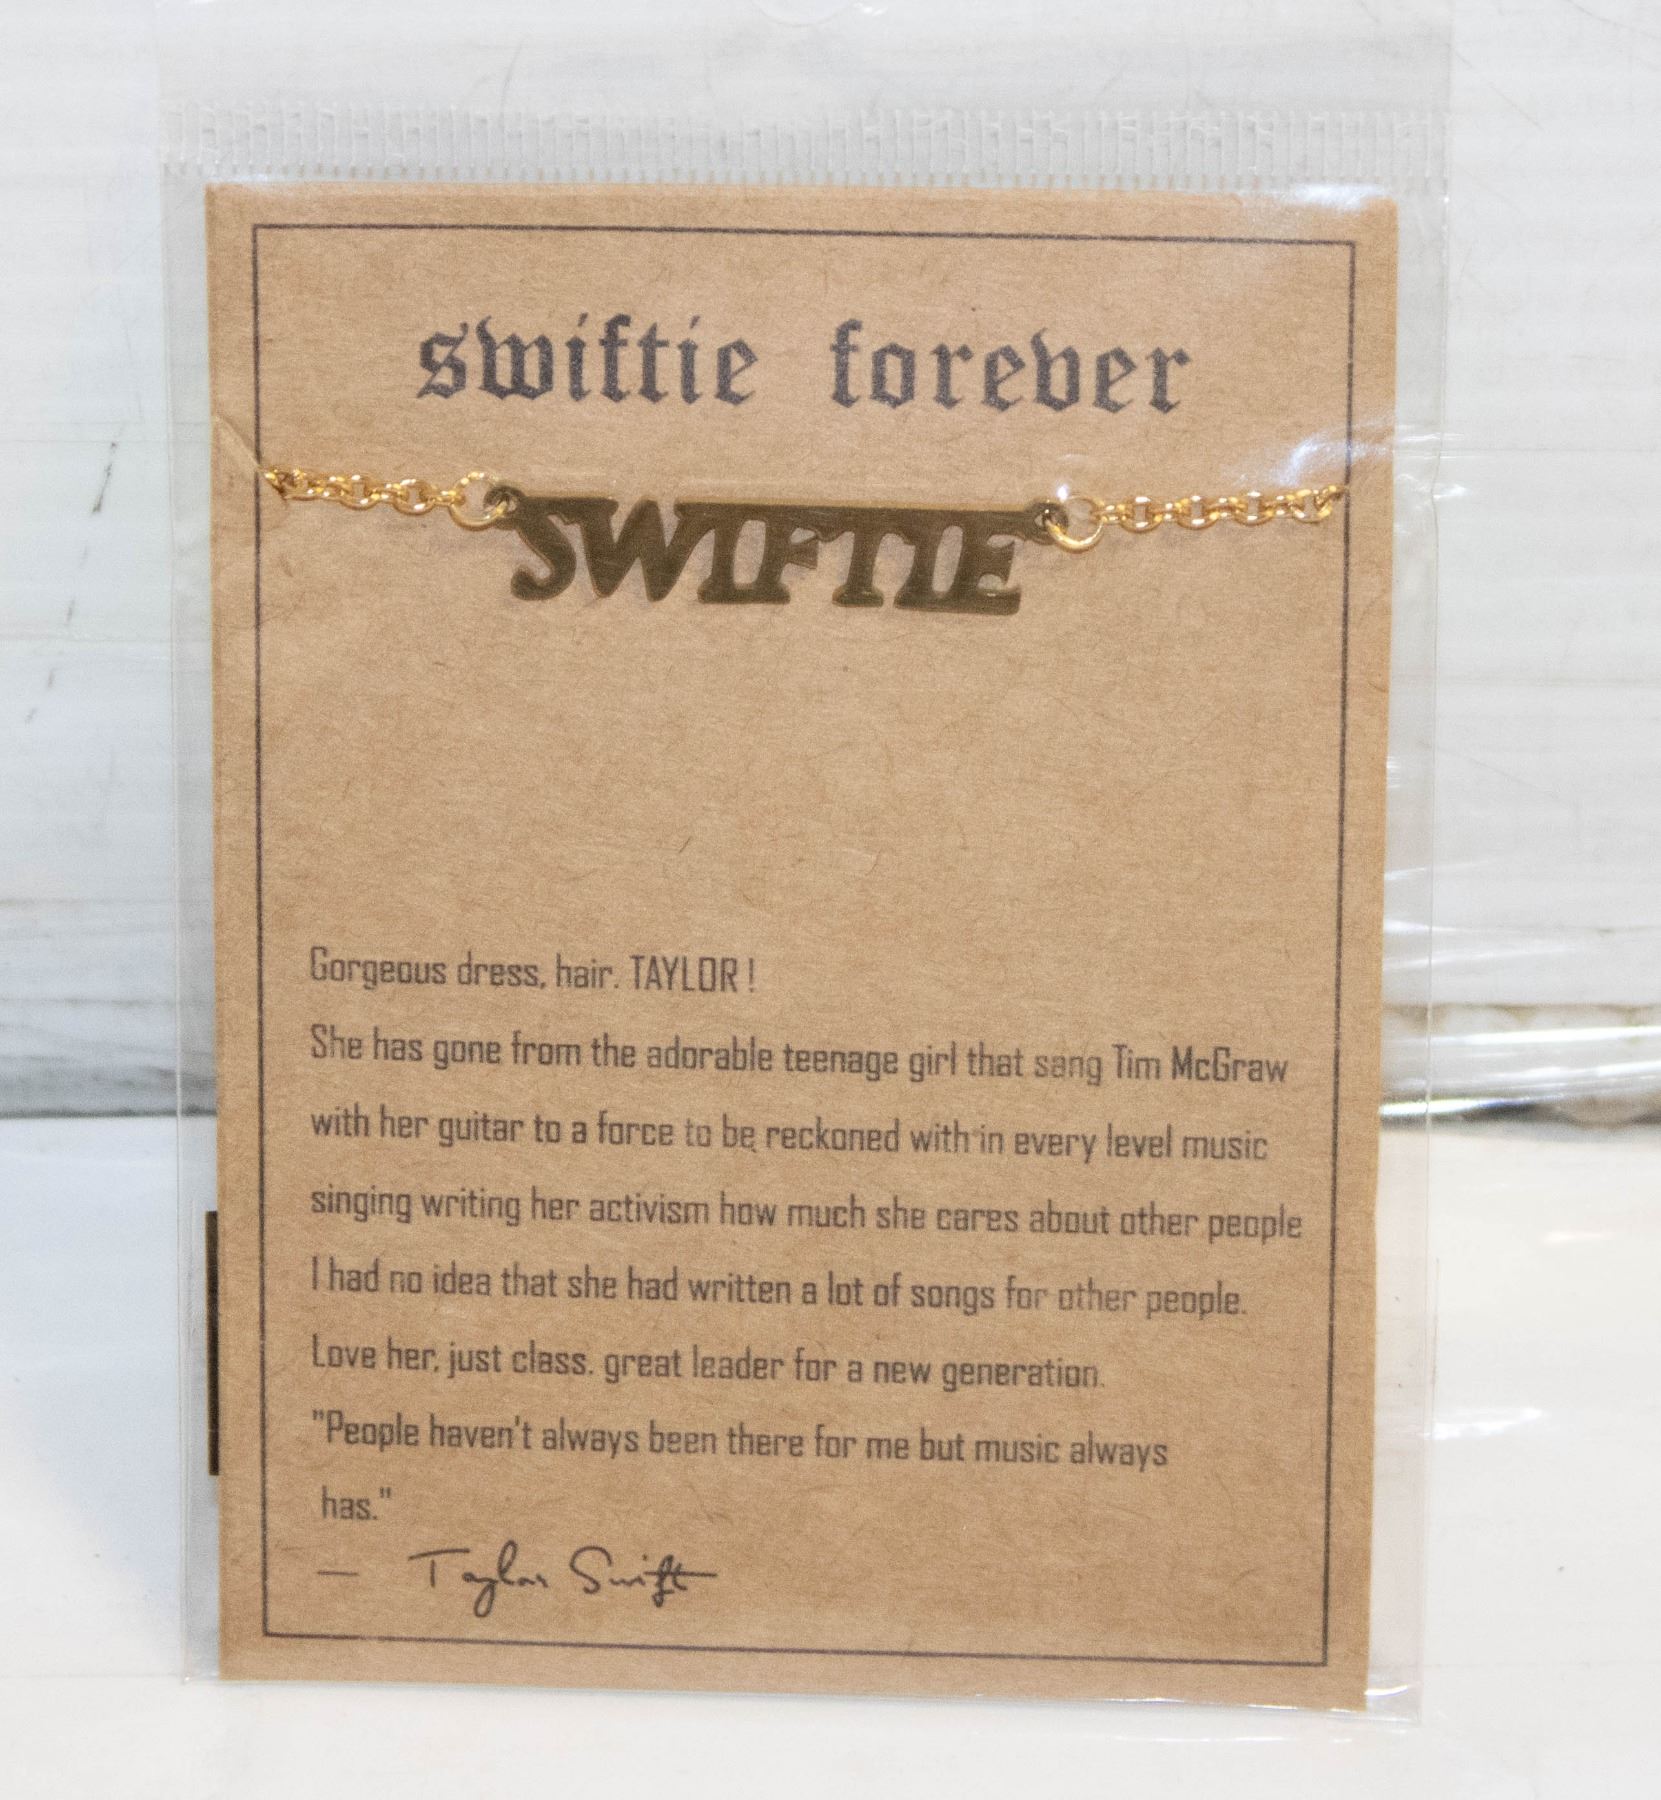 swiftie forever
SWIFTIE
Gorgeous dress, hair. TAYLOR !
She has gone from the adorable teenage girl that sang Tim McGraw
with her guitar to a force to be reckoned with in every level music
singing writing her activism how much she cares about other people
I had no idea that she had written a lot of songs for other people.
Love her, just class. great leader for a new generation.
"People haven't always been there for me but music always
has."
— Taylor Swift